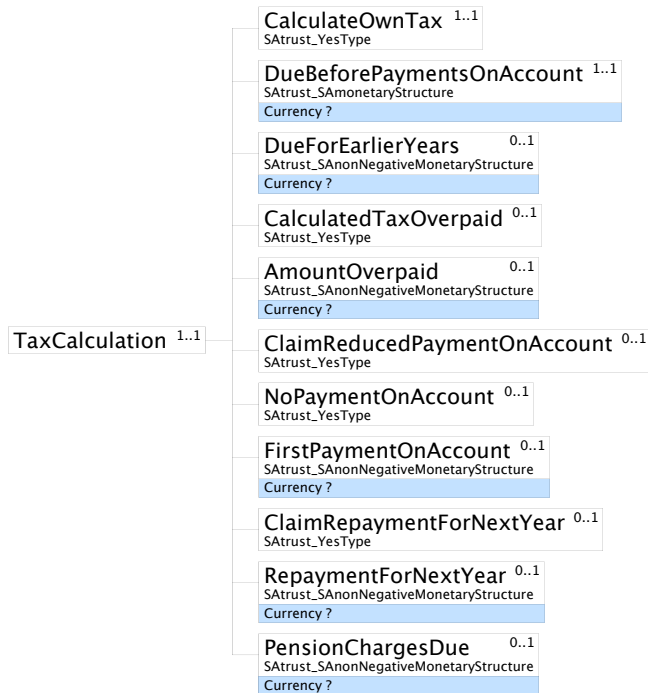 CalculateOwnTax 1..1
SAtrust_YesType
DueBeforePaymentsOnAccount 1..1
SAtrust_SAmonetaryStructure
Currency ?
DueForEarlierYears 0..1
SAtrust_SAnonNegativeMonetaryStructure
Currency ?
CalculatedTaxOverpaid 0..1
SAtrust_YesType
AmountOverpaid 0..1
SAtrust_SAnonNegativeMonetaryStructure
Currency ?
TaxCalculation 1..1
ClaimReducedPaymentOnAccount 0..1
SAtrust_YesType
NoPaymentOnAccount 0..1
SAtrust_YesType
FirstPaymentOnAccount 0..1
SAtrust_SAnonNegativeMonetaryStructure
Currency ?
ClaimRepaymentForNextYear 0..1
SAtrust_YesType
RepaymentForNextYear 0..1
SAtrust_SAnonNegativeMonetaryStructure
Currency ?
PensionChargesDue 0..1
SAtrust_SAnonNegativeMonetaryStructure
Currency ?